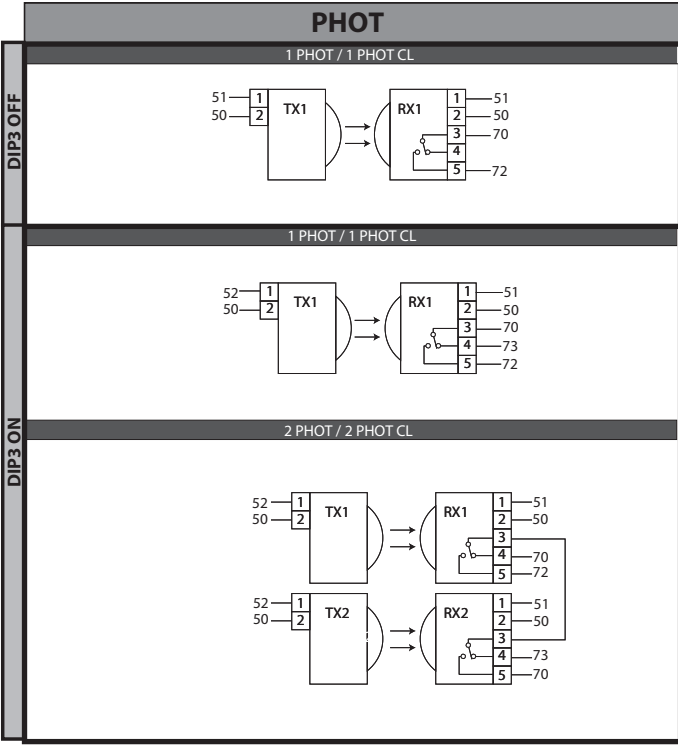 PHOT
1 PHOT / 1 PHOT CL
DIP3 OFF
51 1 TX1 RX1 1 51
50 2 2 50
3 70
4
5 72
1 PHOT / 1 PHOT CL
DIP3 ON
52 1 TX1 RX1 1 51
50 2 2 50
3 70
4 73
5 72
2 PHOT / 2 PHOT CL
52 1 TX1 RX1 1 51
50 2 2 50
3
4 70
5 72
52 1 TX2 RX2 1 51
50 2 2 50
3
4 73
5 70